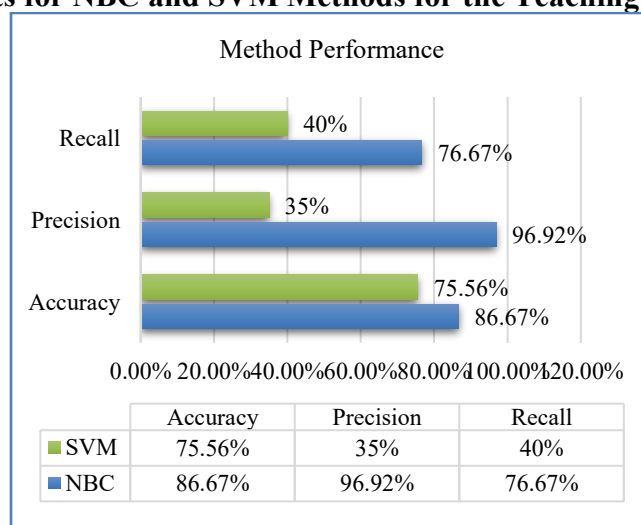 ts for NBC and SVM Methods for the Teaching
Method Performance
Recall
40%
76.67%
Precision
35%
96.92%
Accuracy
75.56%
86.67%
0.00% 20.00% 40.00% 60.00% 80.00% 100.00% 120.00%
Accuracy Precision Recall
SVM 75.56% 35% 40%
NBC 86.67% 96.92% 76.67%